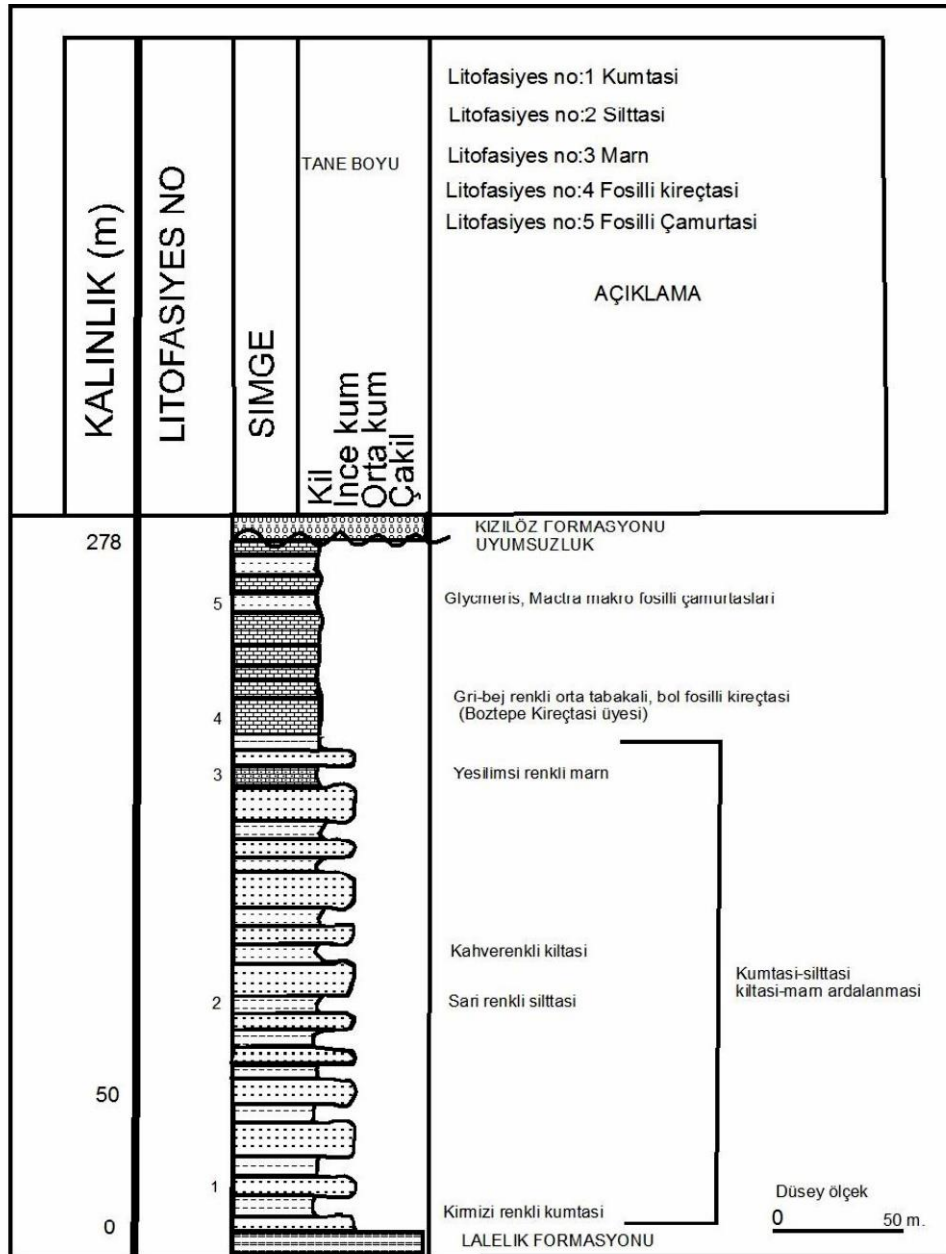 KALINLIK (m)
LITOFASIYES NO
SIMGE
TANE BOYU
Kil
Ince kum
Orta kum
Çakil
Litofasiyes no:1 Kumtasi
Litofasiyes no:2 Silttasi
Litofasiyes no:3 Marn
Litofasiyes no:4 Fosilli kireçtasi
Litofasiyes no:5 Fosilli Çamurtasi
AÇIKLAMA
278
KIZILÖZ FORMASYONU
UYUMSUZLUK
5
Glycmeris, Mactra makro fosilli çamurtaslari
4
Gri-bej renkli orta tabakali, bol fosilli kireçtasi
(Boztepe Kireçtasi üyesi)
3
Yesilimsi renkli marn
Kahverenkli kiltasi
2
Sari renkli silttasi
Kumtasi-silttasi
kiltasi-marn ardalanmasi
50
1
Kirmizi renkli kumtasi
0
LALELIK FORMASYONU
Düsey ölçek
0 50 m.